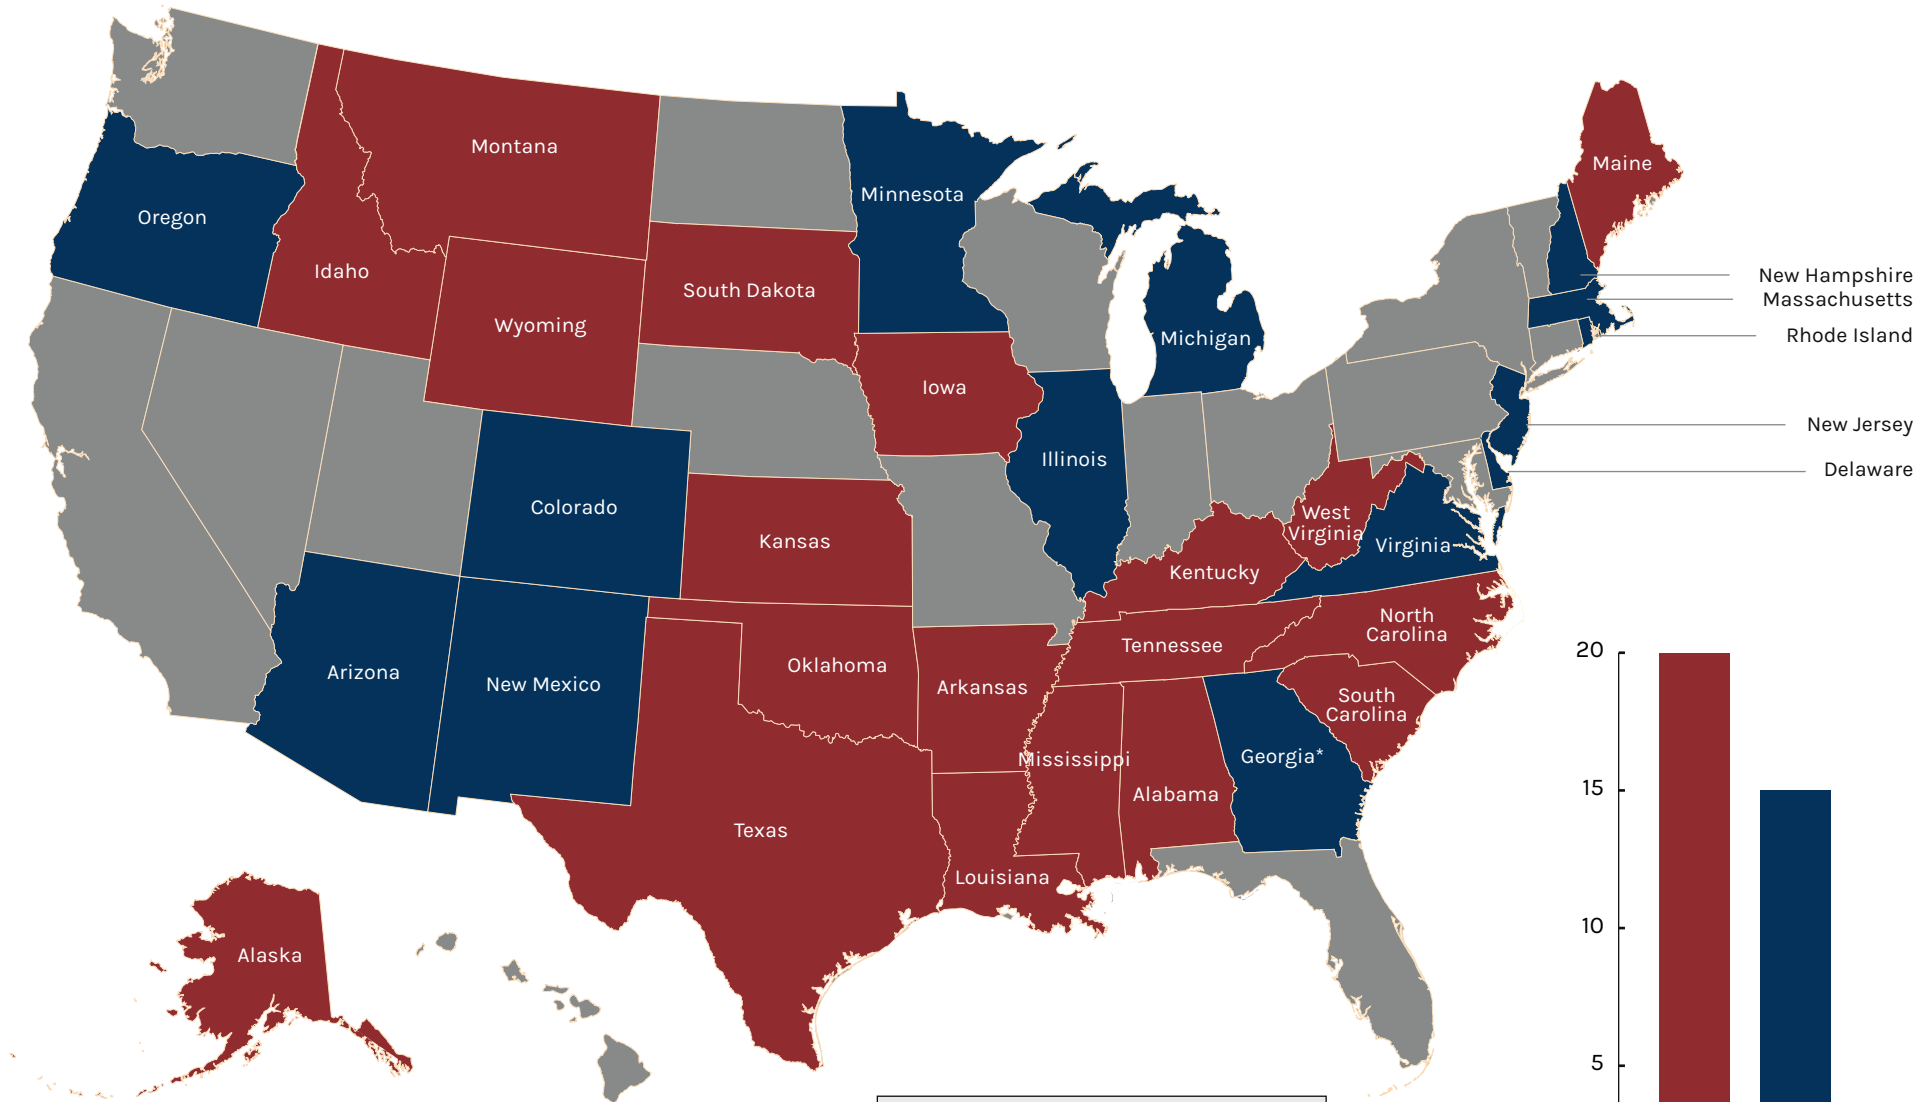 Montana
Maine
Minnesota
Oregon
Idaho
New Hampshire
South Dakota
Massachusetts
Wyoming
Rhode Island
Michigan
Iowa
New Jersey
Illinois
Delaware
Colorado
West
Virginia
Kansas
Virginia
Kentucky
North
Carolina
Tennessee
20
Oklahoma
Arizona
New Mexico
Arkansas
South
Carolina
Georgia*
Mississippi
15
Alabama
Texas
Louisiana
10
Alaska
5